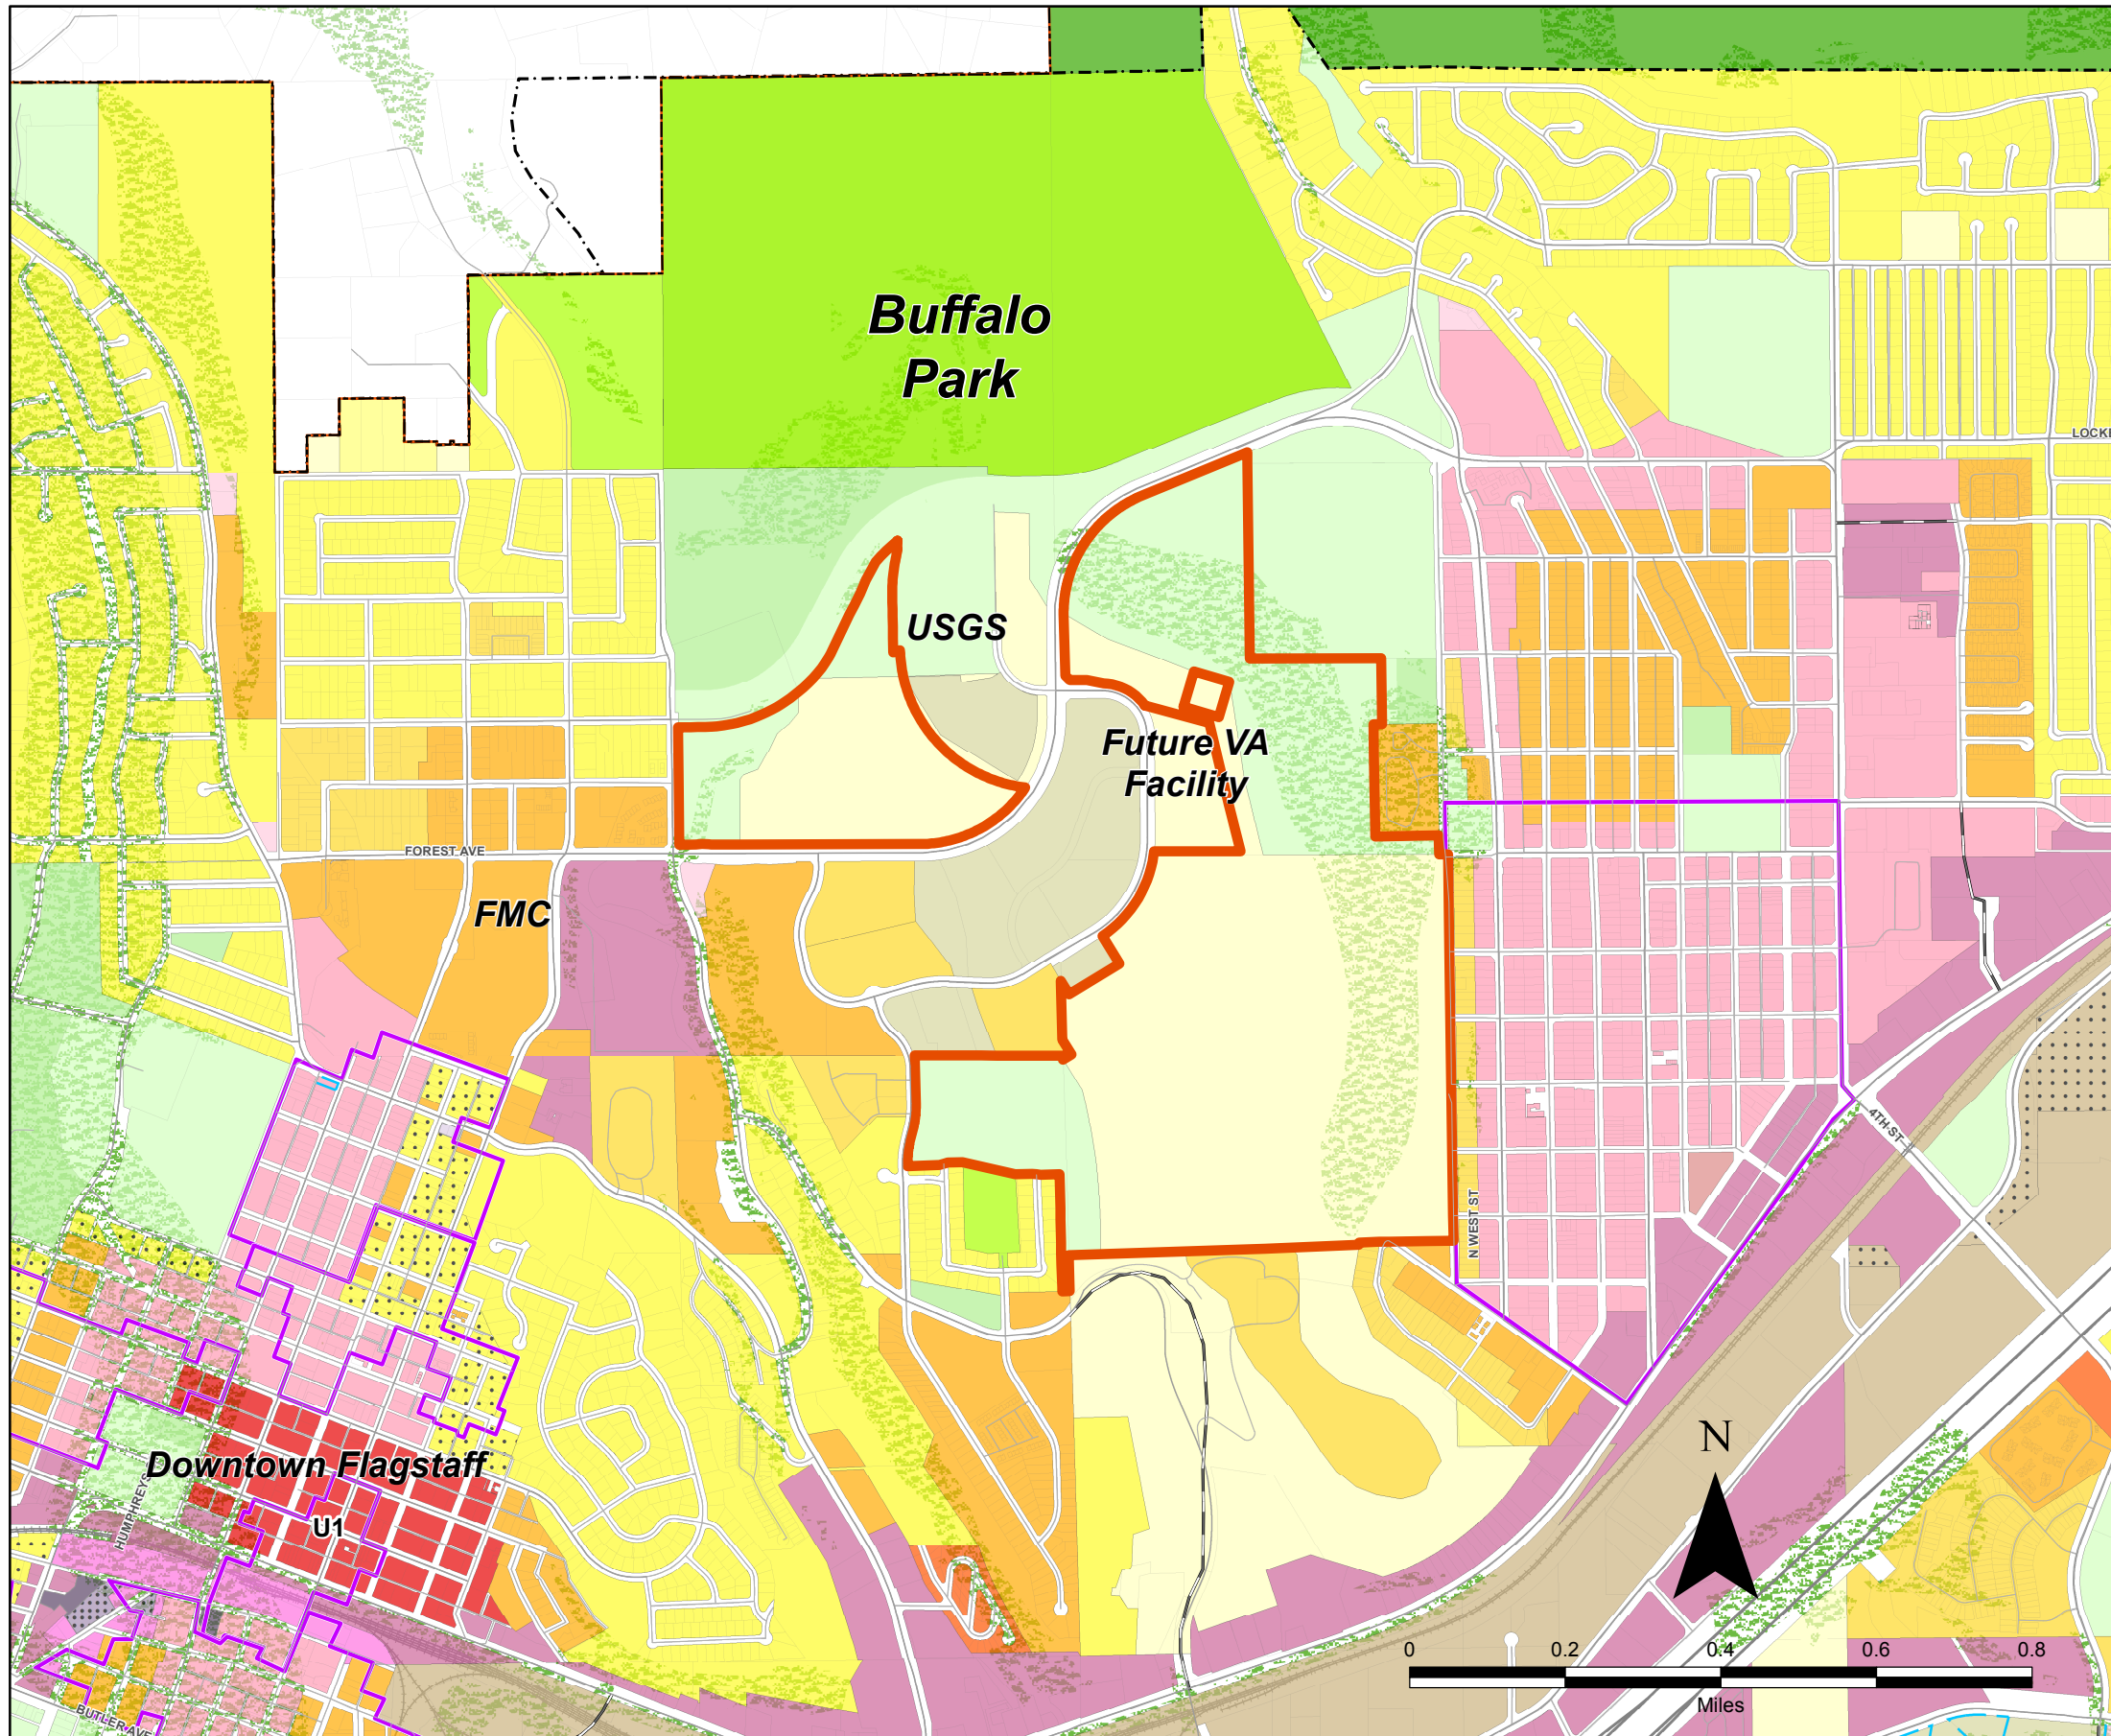 Buffalo
Park
LOCKE
USGS
Future VA
Facility
FOREST AVE
FMC
4TH ST
N WEST ST
N
Downtown Flagstaff
HUMPHREYS
U1
0 0.2 0.4 0.6 0.8
Miles
BUTLER AVE